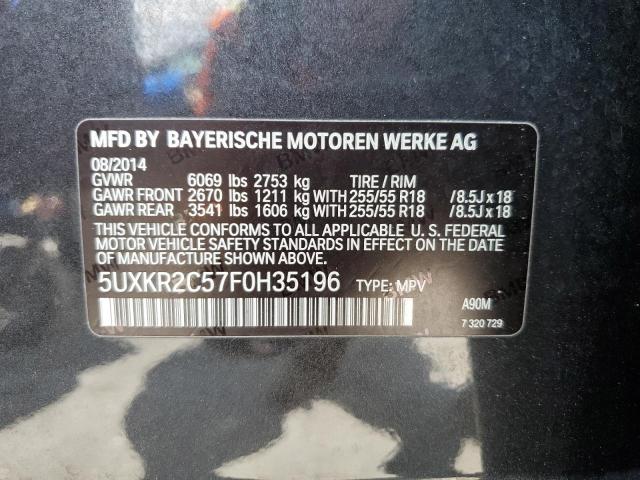 MFD BY BAYERISCHE MOTOREN WERKE AG
08/2014
GVWR 6069 lbs 2753 kg TIRE / RIM
GAWR FRONT 2670 lbs 1211 kg WITH 255/55 R18 /8.5J x 18
GAWR REAR 3541 lbs 1606 kg WITH 255/55 R18 /8.5J x 18
THIS VEHICLE CONFORMS TO ALL APPLICABLE U. S. FEDERAL
MOTOR VEHICLE SAFETY STANDARDS IN EFFECT ON THE DATE
OF MANUFACTURE SHOWN ABOVE.
5UXKR2C57F0H35196 TYPE: MPV
A90M
7 320 729